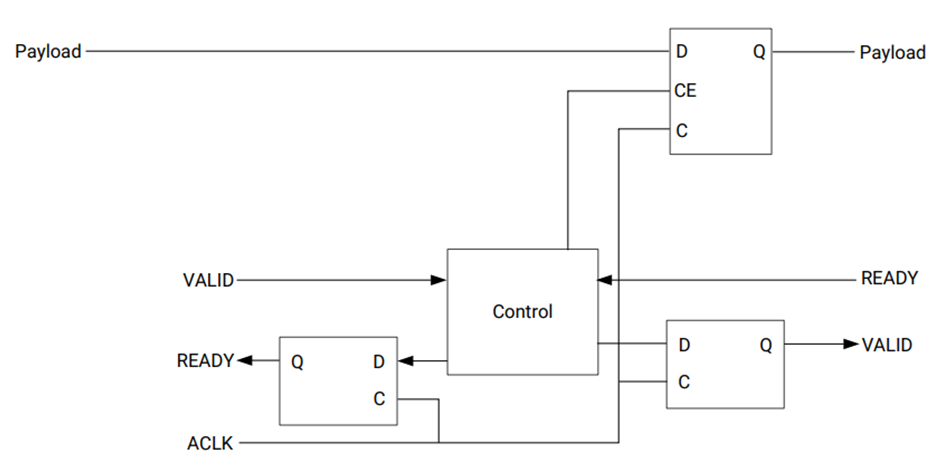 Payload D Q Payload
CE
C
VALID READY
Control
D Q VALID
READY Q D
C
C
ACLK